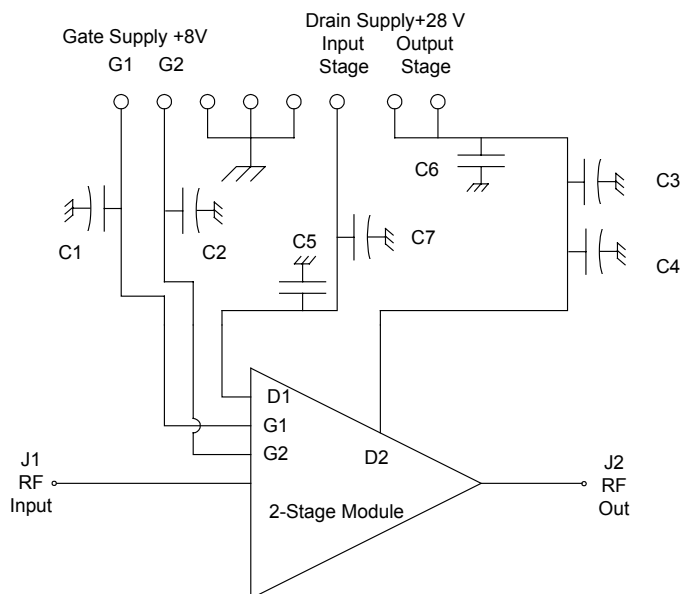 Gate Supply +8V
G1 G2
Drain Supply+28 V
Input Output
Stage Stage
C1
C2
C5
C7
C6
C3
C4
D1
G1
G2
D2
2-Stage Module
J1
RF
Input
J2
RF
Out